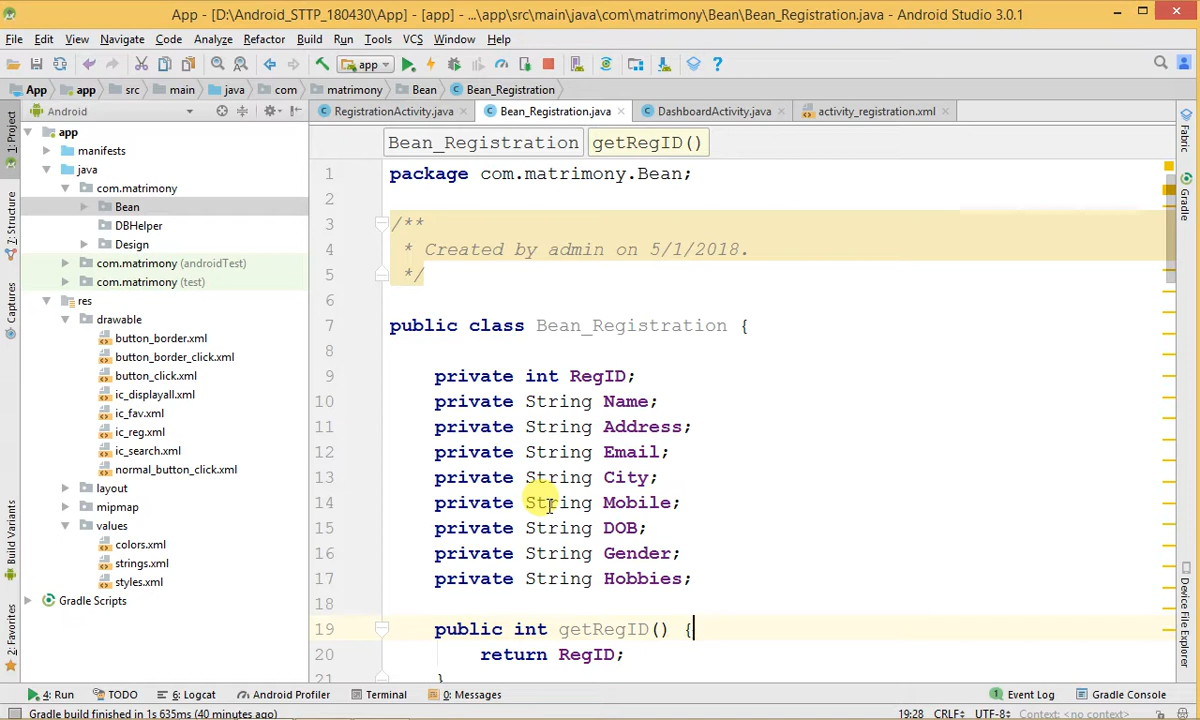 App - [D:\Android_STTP_180430\App] - [app] - ...\app\src\main\java\com\matrimony\Bean\Bean_Registration.java - Android Studio 3.0.1
File Edit View Navigate Code Analyze Refactor Build Run Tools VCS Window Help
app
App app src main java com matrimony Bean Bean_Registration
Android
RegistrationActivity.java Bean_Registration.java DashboardActivity.java activity_registration.xml
1: Project
7: Structure
Captures
Build Variants
2: Favorites
app
manifests
java
com.matrimony
Bean
DBHelper
Design
com.matrimony (androidTest)
com.matrimony (test)
res
drawable
button_border.xml
button_border_click.xml
button_click.xml
ic_displayall.xml
ic_fav.xml
ic_reg.xml
ic_search.xml
normal_button_click.xml
layout
mipmap
values
colors.xml
strings.xml
styles.xml
Gradle Scripts
Bean_Registration getRegID()
1 package com.matrimony.Bean;
2
3 /**
4 * Created by admin on 5/1/2018.
5 */
6
7 public class Bean_Registration {
8
9 private int RegID;
10 private String Name;
11 private String Address;
12 private String Email;
13 private String City;
14 private String Mobile;
15 private String DOB;
16 private String Gender;
17 private String Hobbies;
18
19 public int getRegID() {
20 return RegID;
21 }
Fabric
Gradle
Device File Explorer
4: Run TODO 6: Logcat Android Profiler Terminal 0: Messages 1 Event Log Gradle Console
Gradle build finished in 1s 635ms (40 minutes ago) 19:28 CRLF÷ UTF-8÷ Context: <no context>